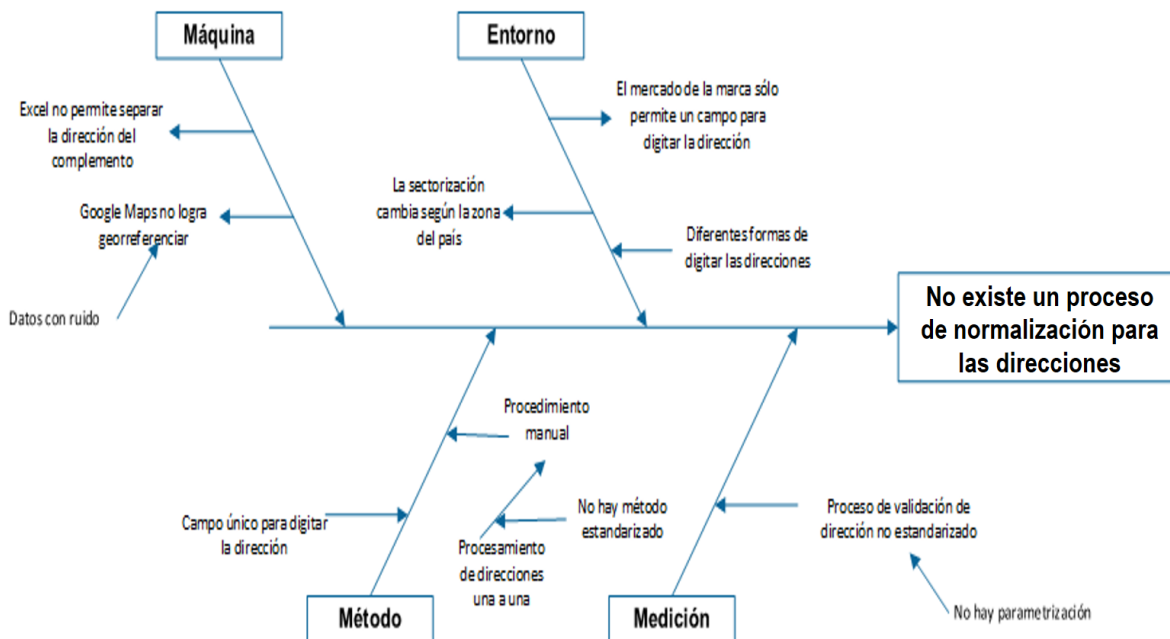 Máquina
Entorno
Excel no permite separar
la dirección del
complemento
El mercado de la marca sólo
permite un campo para
digitar la dirección
Google Maps no logra
georreferenciar
La sectorización
cambia según la zona
del país
Diferentes formas de
digitar las direcciones
Datos con ruido
No existe un proceso
de normalización para
las direcciones
Procedimiento
manual
Campo único para digitar
la dirección
No hay método
estandarizado
Procesamiento
de direcciones
una a una
Proceso de validación de
dirección no estandarizado
No hay parametrización
Método
Medición